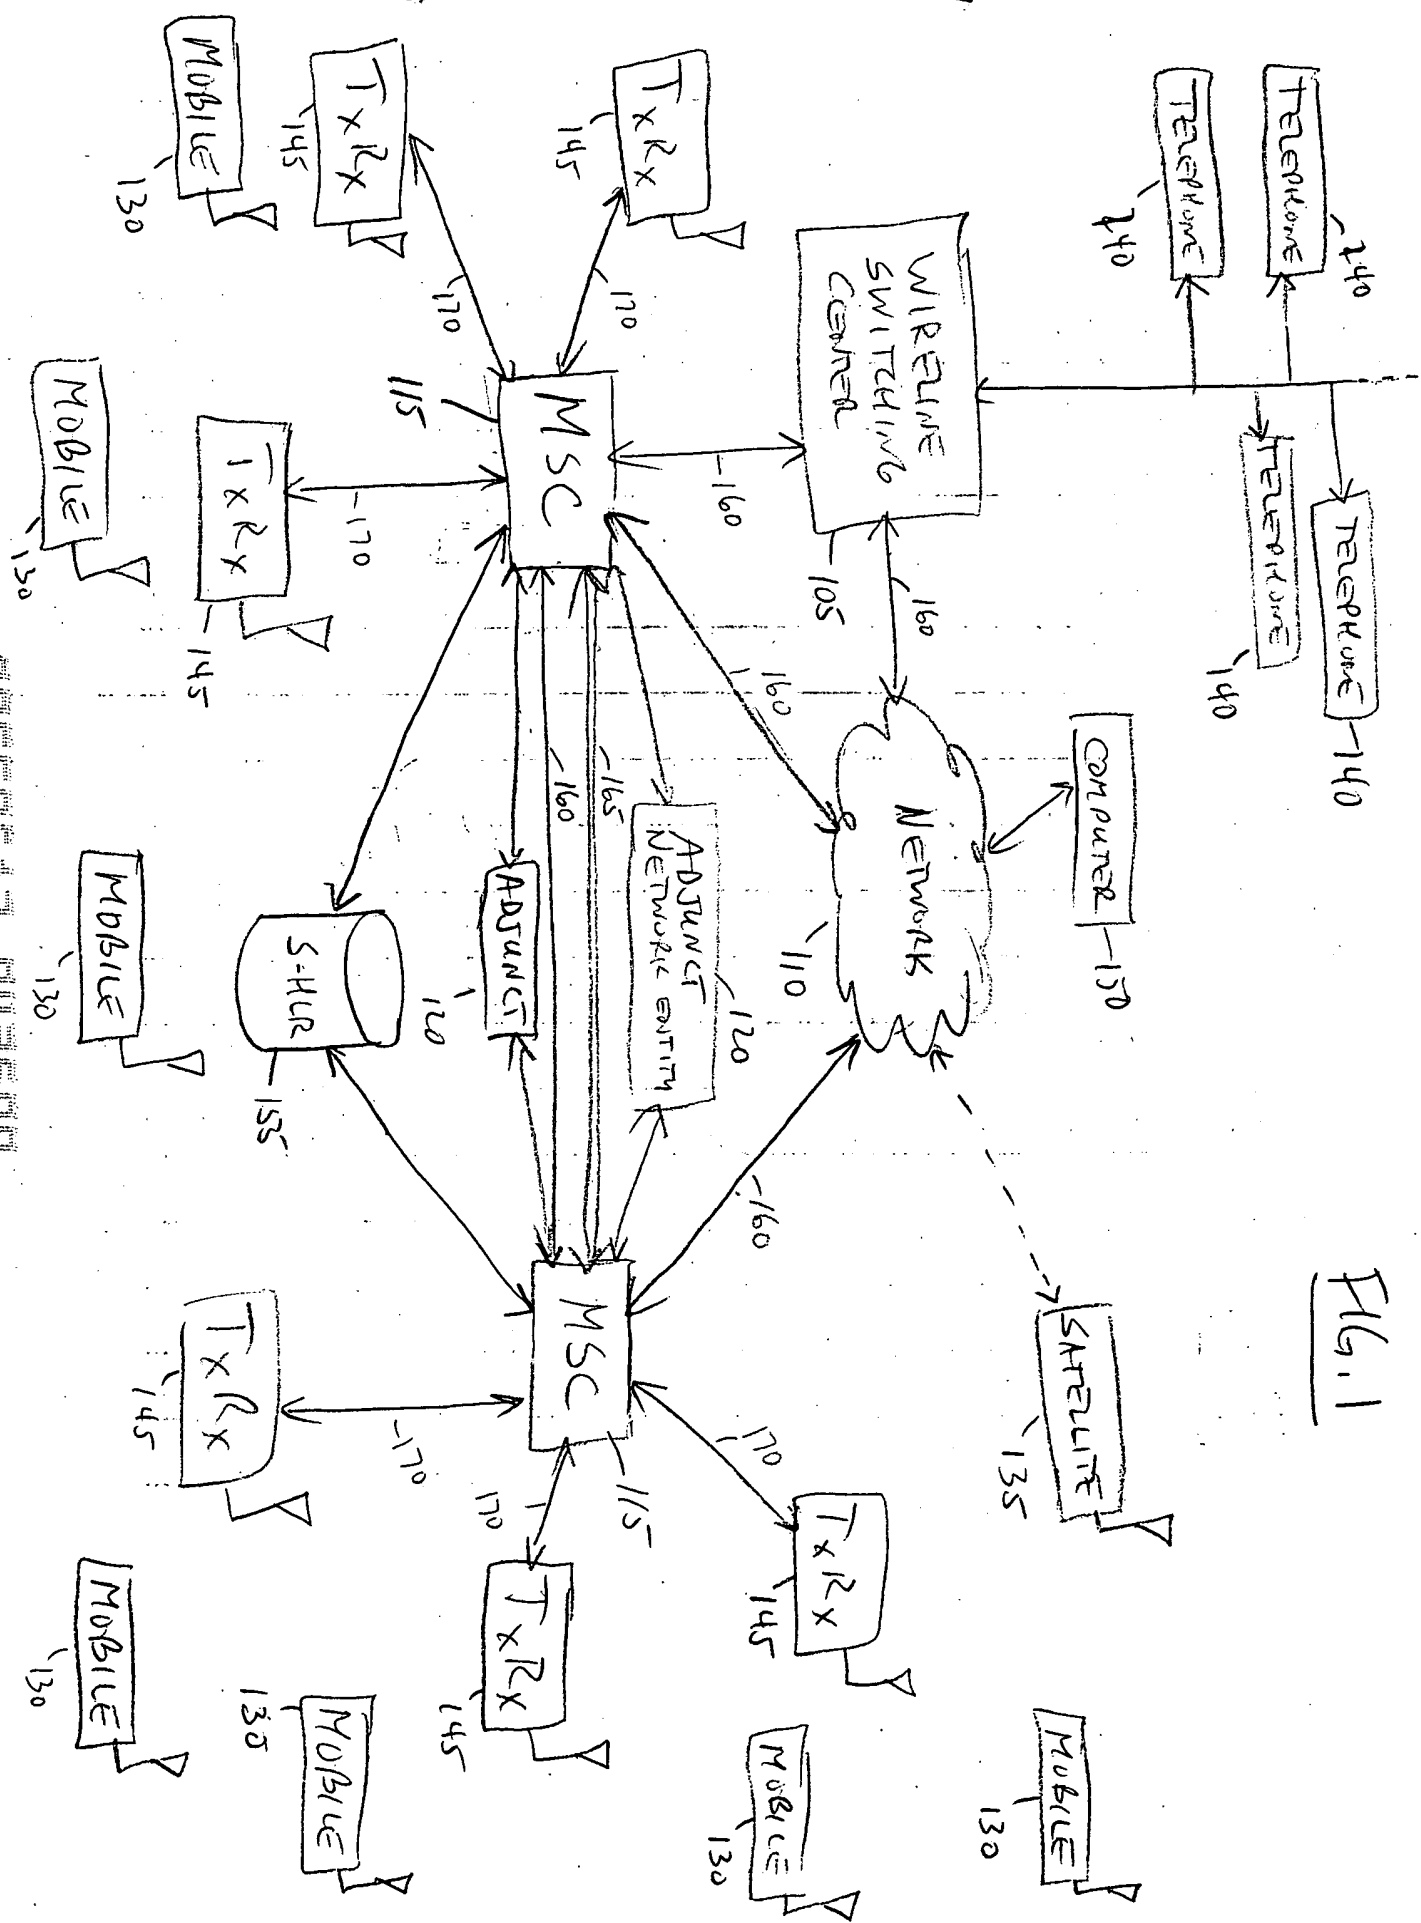 FIG. 1
TELEPHONE
140
TELEPHONE
140
TELEPHONE
140
TELEPHONE
140
COMPUTER
150
SATELLITE
135
MOBILE
130
WIRELINE
SWITCHING
CENTER
105
160
160
160
NETWORK
110
160
TxRx
145
170
TxRx
145
170
MOBILE
130
MSC
115
ADJUNCT
NETWORK ENTITY
120
165
160
ADJUNCT
120
MSC
115
170
TxRx
145
170
TxRx
145
MOBILE
130
MOBILE
130
170
TxRx
145
MOBILE
130
S-HLR
155
MOBILE
130
170
TxRx
145
MOBILE
130